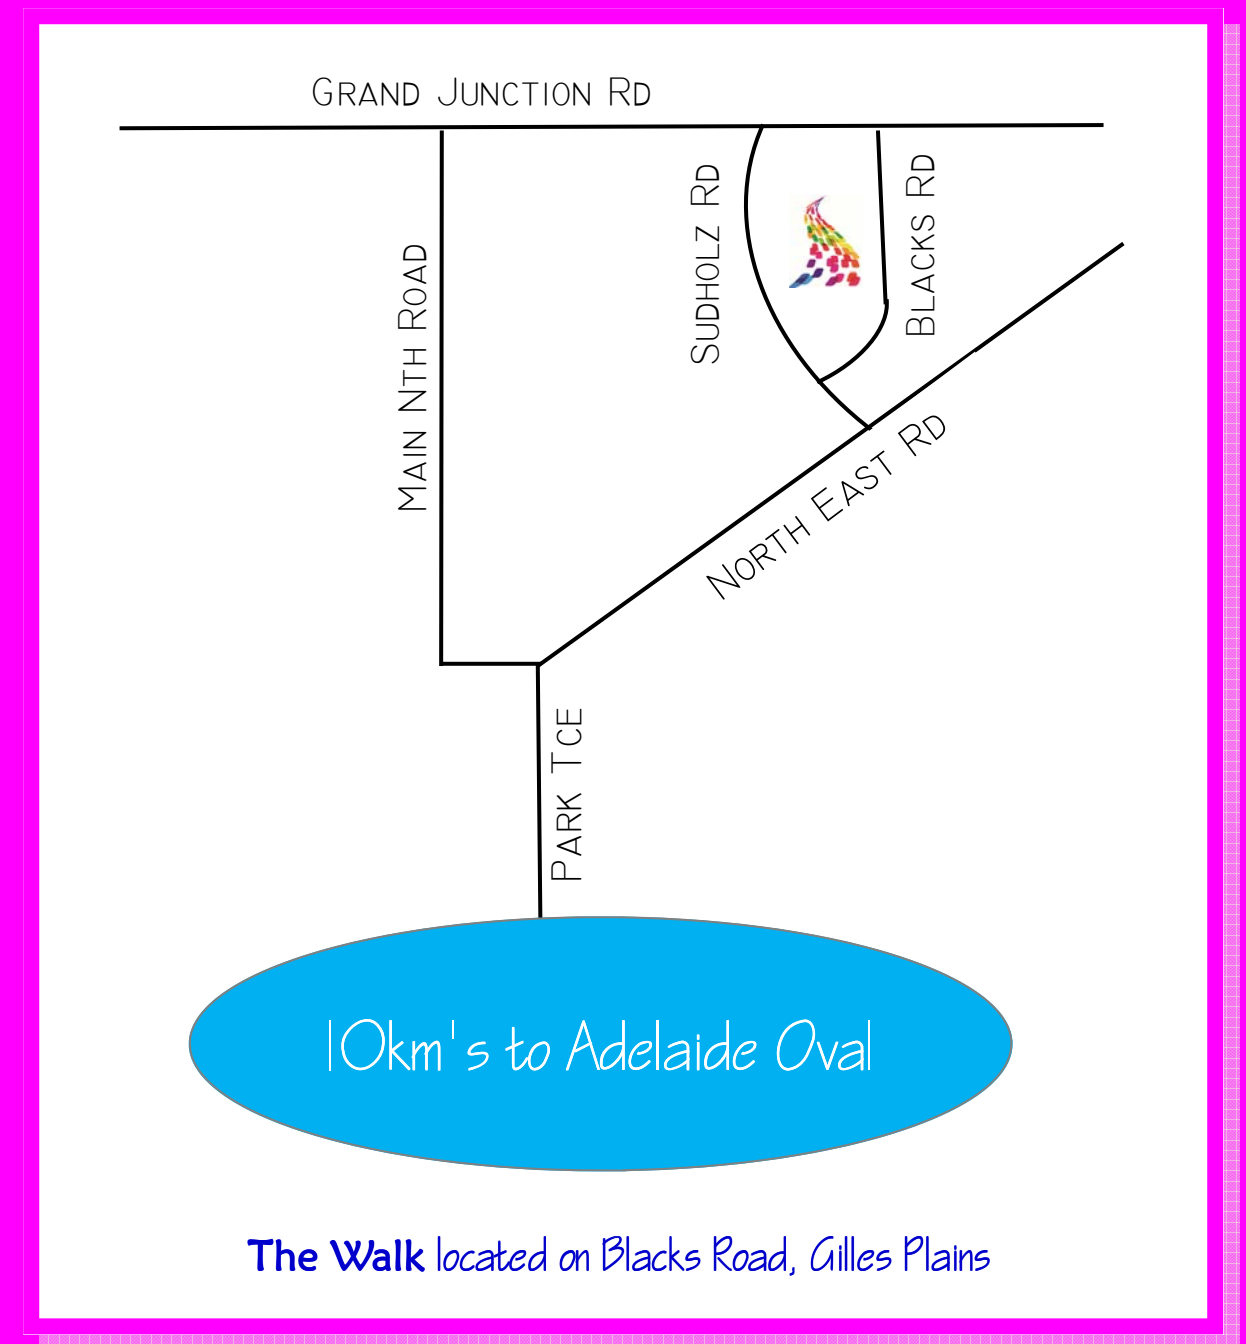 GRAND JUNCTION RD
SUDHOLZ RD
BLACKS RD
MAIN NTH ROAD
NORTH EAST RD
PARK TCE
10km's to Adelaide Oval
The Walk located on Blacks Road, Gilles Plains